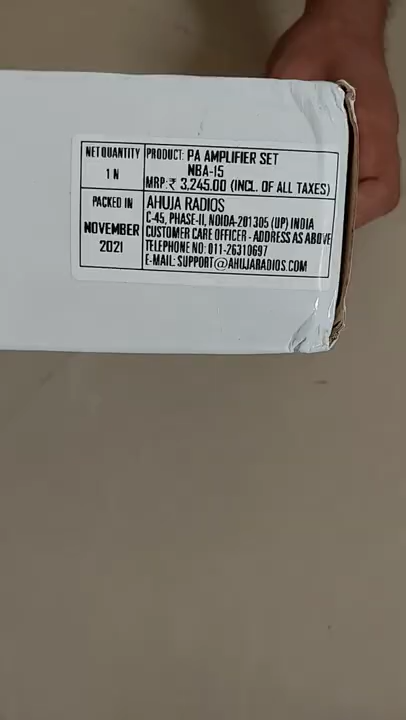 NET QUANTITY
1 N
PRODUCT: PA AMPLIFIER SET
NBA-15
MRP:₹ 3,245.00 (INCL. OF ALL TAXES)
PACKED IN
NOVEMBER
2021
AHUJA RADIOS
C-45, PHASE-II, NOIDA-201305 (UP) INDIA
CUSTOMER CARE OFFICER - ADDRESS AS ABOVE
TELEPHONE NO: 011-26310697
E-MAIL: SUPPORT@AHUJARADIOS.COM